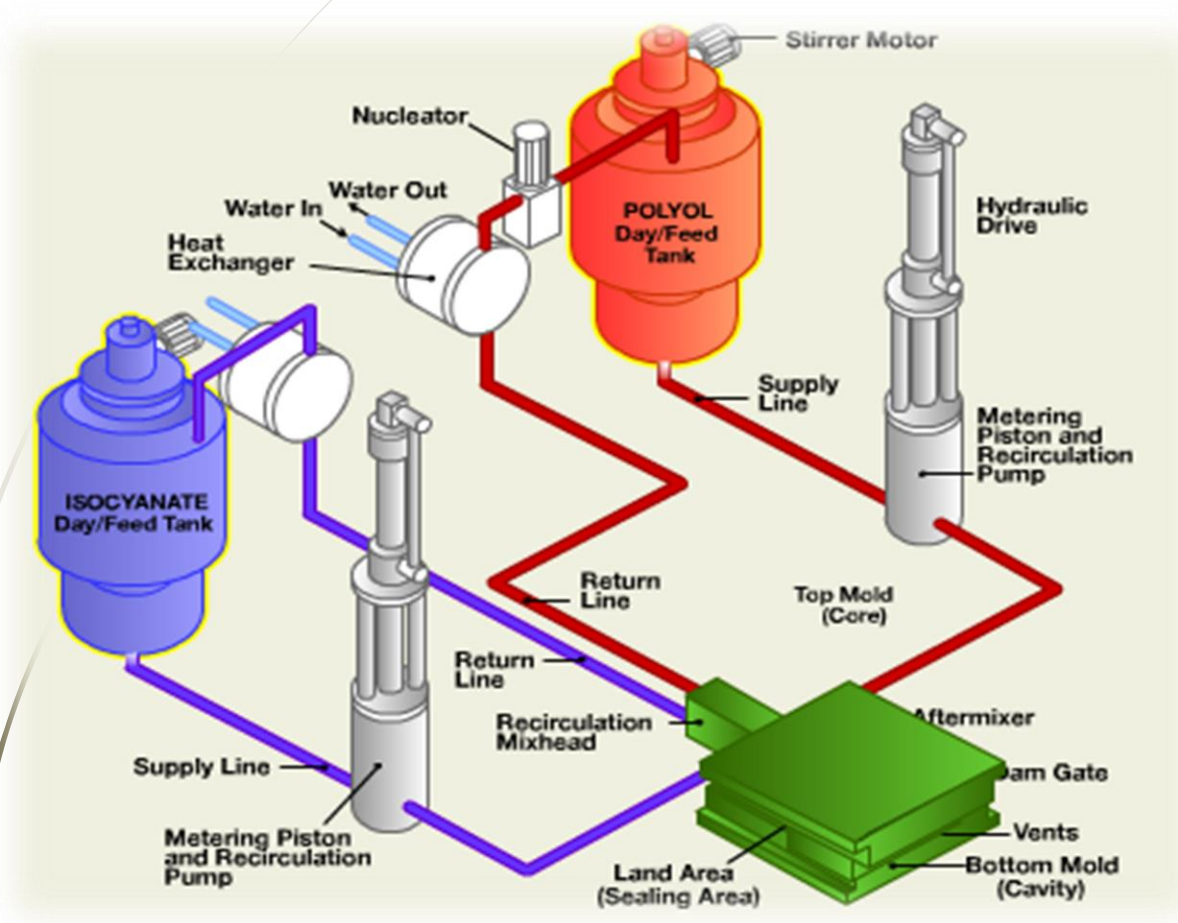 Stirrer Motor
Nucleator
Water Out
Water In
Heat
Exchanger
POLYOL
Day/Feed
Tank
Hydraulic
Drive
Supply
Line
Metering
Piston and
Recirculation
Pump
ISOCYANATE
Day/Feed Tank
Return
Line
Top Mold
(Core)
Return
Line
Recirculation
Mixhead
Aftermixer
Gate
Supply Line
Vents
Metering Piston
and Recirculation
Pump
Land Area
(Sealing Area)
Bottom Mold
(Cavity)